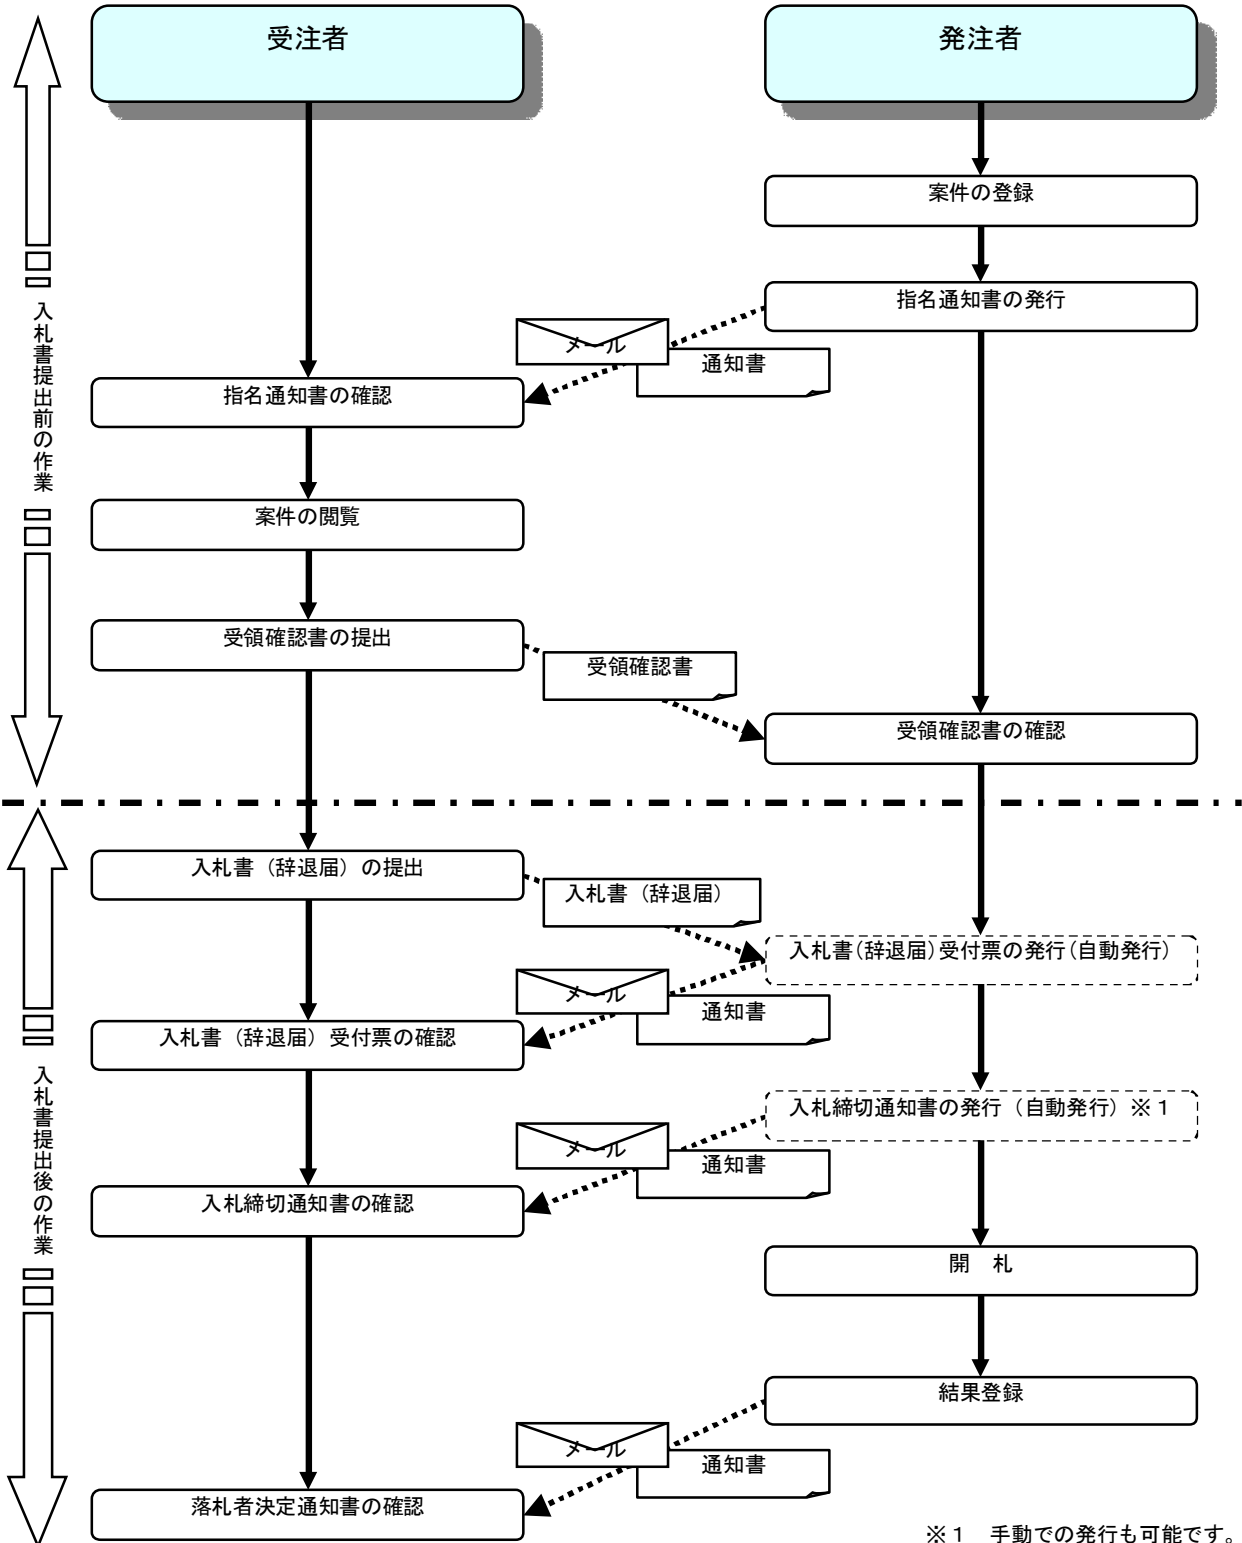 受注者
発注者
案件の登録
指名通知書の発行
メール
通知書
指名通知書の確認
入札書提出前の作業
案件の閲覧
受領確認書の提出
受領確認書
受領確認書の確認
入札書（辞退届）の提出
入札書（辞退届）
入札書(辞退届)受付票の発行(自動発行)
メール
通知書
入札書（辞退届）受付票の確認
入札書提出後の作業
入札締切通知書の発行（自動発行）※１
メール
通知書
入札締切通知書の確認
開　札
結果登録
メール
通知書
落札者決定通知書の確認
※１　手動での発行も可能です。